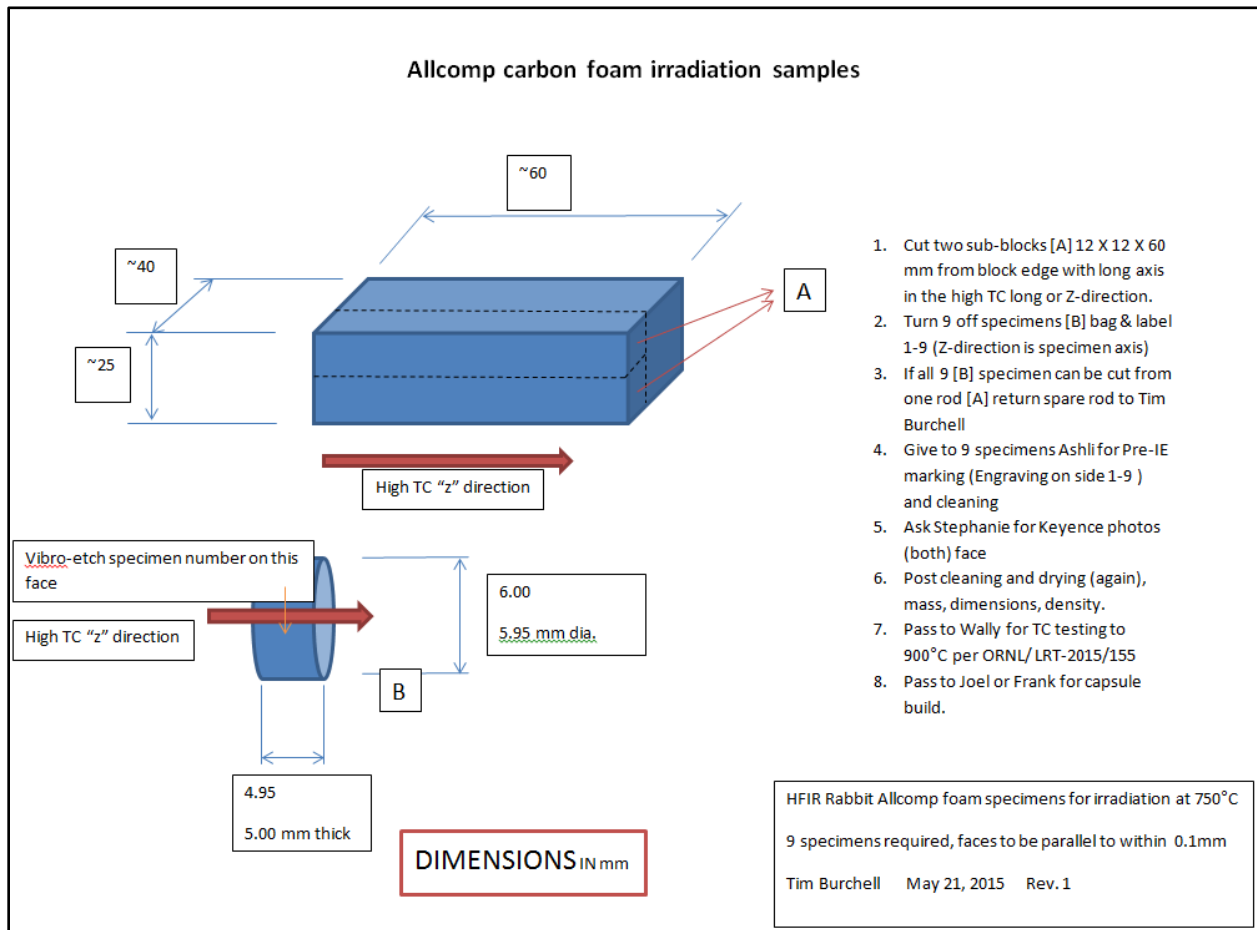 Allcomp carbon foam irradiation samples
~60
~40
~25
A
High TC “z” direction
Vibro-etch specimen number on this
face
High TC “z” direction
6.00
5.95 mm dia.
B
4.95
5.00 mm thick
DIMENSIONS IN mm
1. Cut two sub-blocks [A] 12 X 12 X 60
mm from block edge with long axis
in the high TC long or Z-direction.
2. Turn 9 off specimens [B] bag & label
1-9 (Z-direction is specimen axis)
3. If all 9 [B] specimen can be cut from
one rod [A] return spare rod to Tim
Burchell
4. Give to 9 specimens Ashli for Pre-IE
marking (Engraving on side 1-9 )
and cleaning
5. Ask Stephanie for Keyence photos
(both) face
6. Post cleaning and drying (again),
mass, dimensions, density.
7. Pass to Wally for TC testing to
900°C per ORNL/ LRT-2015/155
8. Pass to Joel or Frank for capsule
build.
HFIR Rabbit Allcomp foam specimens for irradiation at 750°C
9 specimens required, faces to be parallel to within 0.1mm
Tim Burchell May 21, 2015 Rev. 1